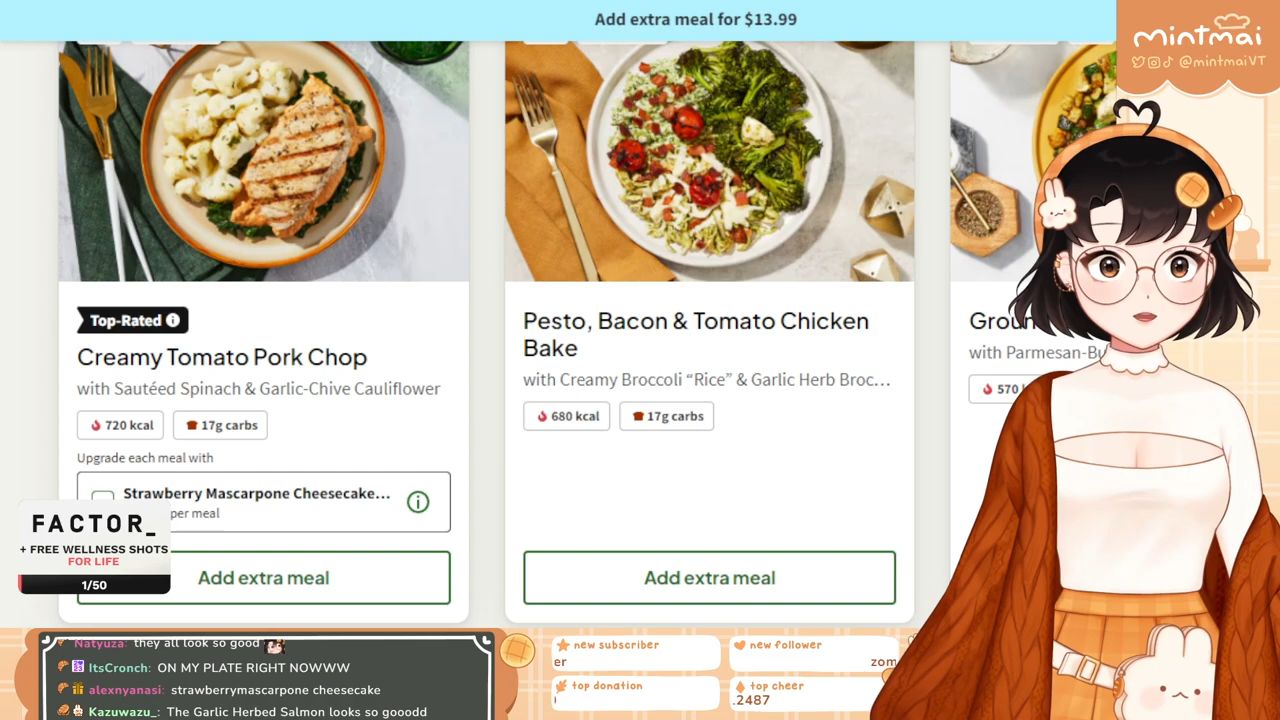 Add extra meal for $13.99
mintmai
@mintmaiVT
Top-Rated
Creamy Tomato Pork Chop
with Sautéed Spinach & Garlic-Chive Cauliflower
720 kcal 17g carbs
Upgrade each meal with
Strawberry Mascarpone Cheesecake...
per meal
Add extra meal
Pesto, Bacon & Tomato Chicken
Bake
with Creamy Broccoli “Rice” & Garlic Herb Broc...
680 kcal 17g carbs
Add extra meal
Groun
with Parmesan-Bu
570
FACTOR_
+ FREE WELLNESS SHOTS
FOR LIFE
1/50
Natyuza: they all look so good
ItsCronch: ON MY PLATE RIGHT NOWWW
alexnyanasi: strawberrymascarpone cheesecake
Kazuwazu_: The Garlic Herbed Salmon looks so gooodd
new subscriber
er
new follower
zom
top donation
top cheer
.2487